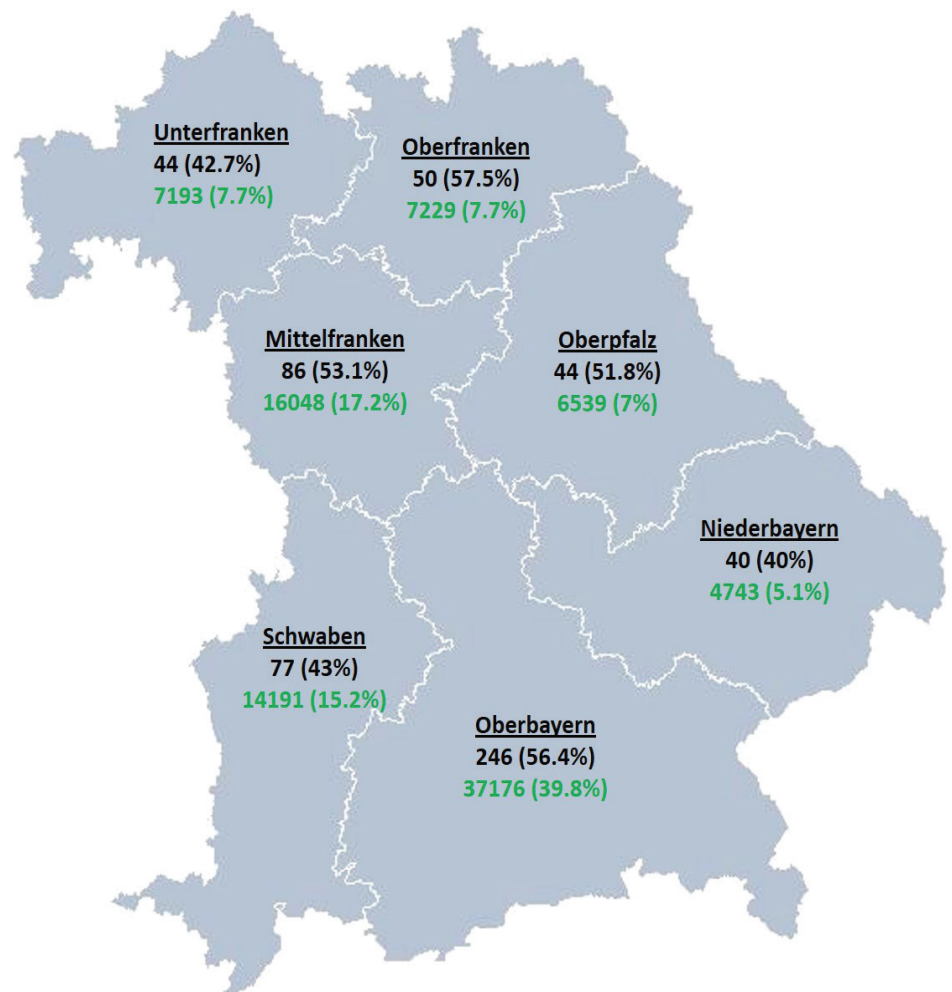 Unterfranken
44 (42.7%)
7193 (7.7%)
Oberfranken
50 (57.5%)
7229 (7.7%)
Mittelfranken
86 (53.1%)
16048 (17.2%)
Oberpfalz
44 (51.8%)
6539 (7%)
Niederbayern
40 (40%)
4743 (5.1%)
Schwaben
77 (43%)
14191 (15.2%)
Oberbayern
246 (56.4%)
37176 (39.8%)